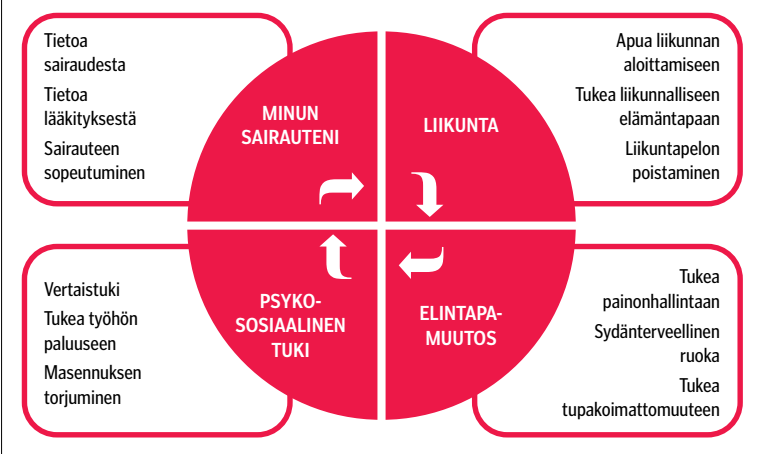 Tietoa
sairaudesta
Tietoa
lääkityksestä
Sairauteen
sopeutuminen
MINUN
SAIRAUTENI
LIIKUNTA
Apua liikunnan
aloittamiseen
Tukea liikunnalliseen
elämäntapaan
Liikuntapelon
poistaminen
Vertaistuki
Tukea työhön
paluuseen
Masennuksen
torjuminen
PSYKO-
SOSIAALINEN
TUKI
ELINTAPA-
MUUTOS
Tukea
painonhallintaan
Sydänterveellinen
ruoka
Tukea
tupakoimattomuuteen